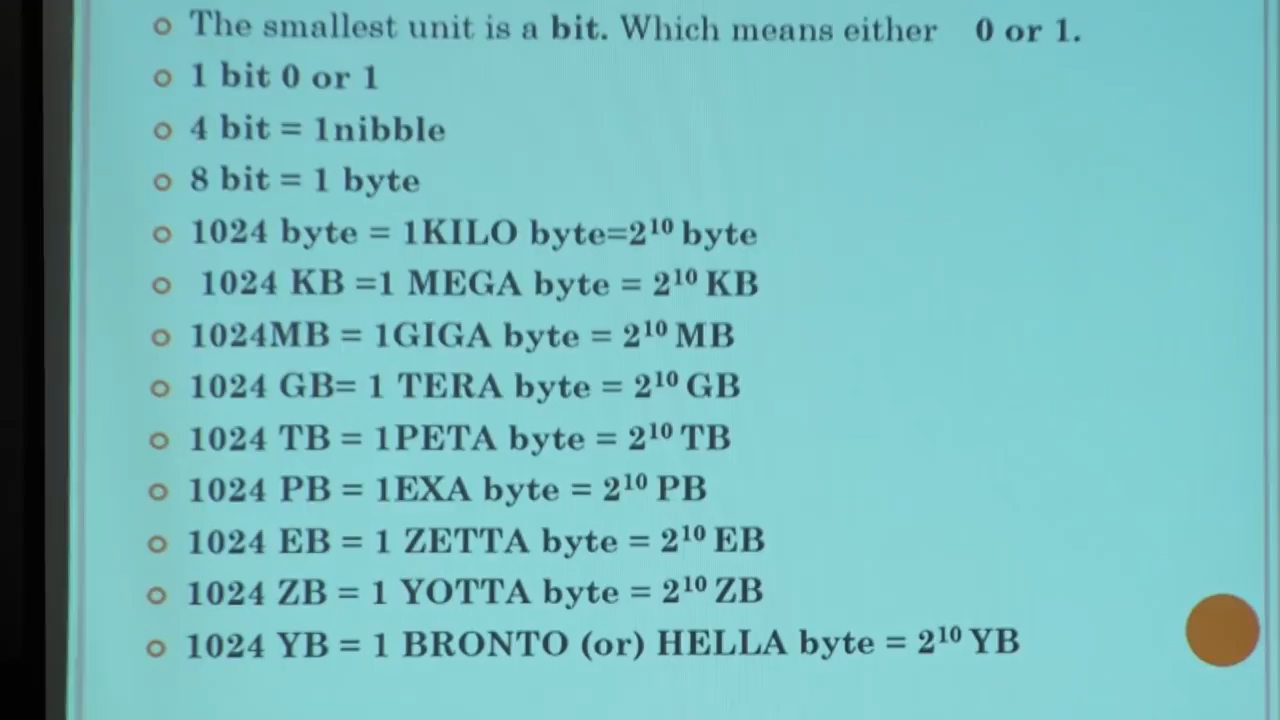 The smallest unit is a bit. Which means either 0 or 1.
1 bit 0 or 1
4 bit = 1nibble
8 bit = 1 byte
1024 byte = 1KILO byte=2¹⁰ byte
1024 KB =1 MEGA byte = 2¹⁰ KB
1024MB = 1GIGA byte = 2¹⁰ MB
1024 GB= 1 TERA byte = 2¹⁰ GB
1024 TB = 1PETA byte = 2¹⁰ TB
1024 PB = 1EXA byte = 2¹⁰ PB
1024 EB = 1 ZETTA byte = 2¹⁰ EB
1024 ZB = 1 YOTTA byte = 2¹⁰ ZB
1024 YB = 1 BRONTO (or) HELLA byte = 2¹⁰ YB